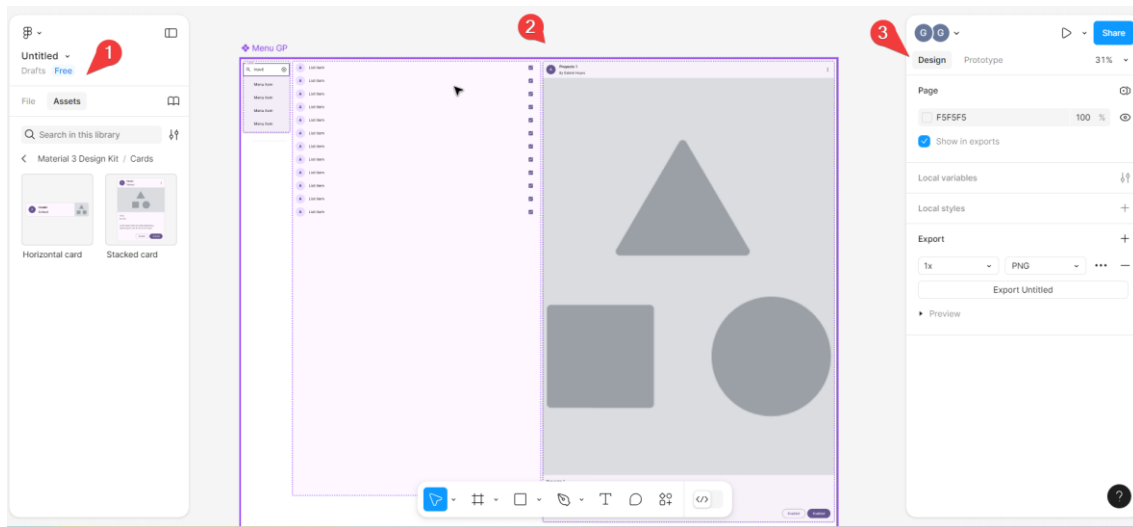 1
Untitled
Drafts Free
File Assets
Search in this library
Material 3 Design Kit / Cards
Horizontal card
Stacked card
2
Menu GP
Input
Menu item
Menu item
Menu item
Menu item
List item
List item
List item
List item
List item
List item
List item
List item
List item
List item
List item
List item
3
G G
Share
Design Prototype
31%
Page
F5F5F5 100 %
Show in exports
Local variables
Local styles
Export
1x PNG
Export Untitled
Preview
T
?